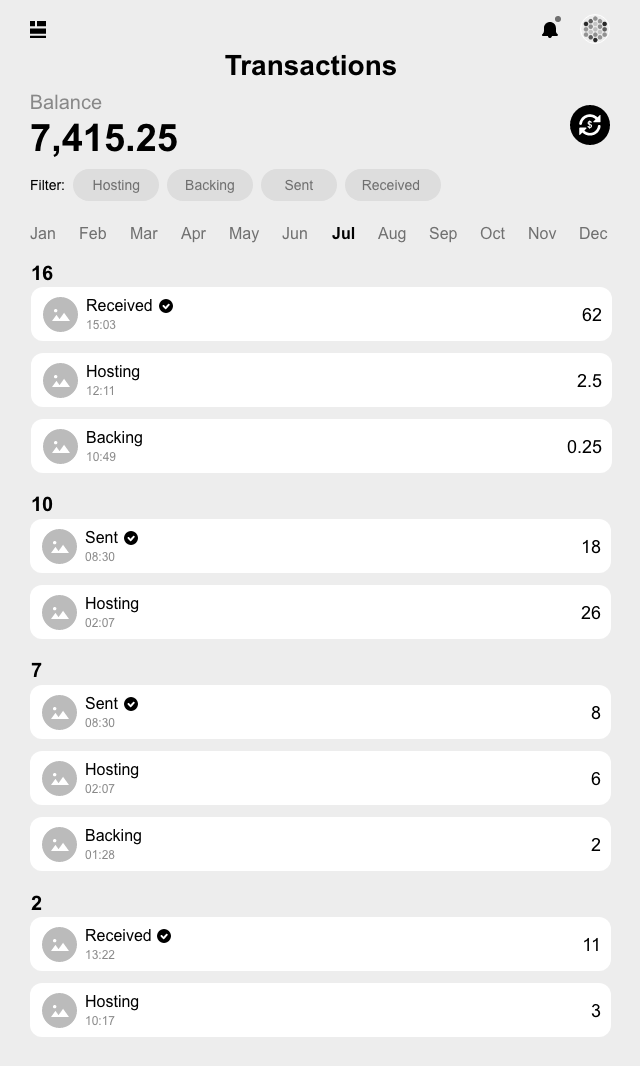 Transactions
Balance
7,415.25
Filter: Hosting Backing Sent Received
Jan Feb Mar Apr May Jun Jul Aug Sep Oct Nov Dec
16
Received 62
15:03
Hosting 2.5
12:11
Backing 0.25
10:49
10
Sent 18
08:30
Hosting 26
02:07
7
Sent 8
08:30
Hosting 6
02:07
Backing 2
01:28
2
Received 11
13:22
Hosting 3
10:17